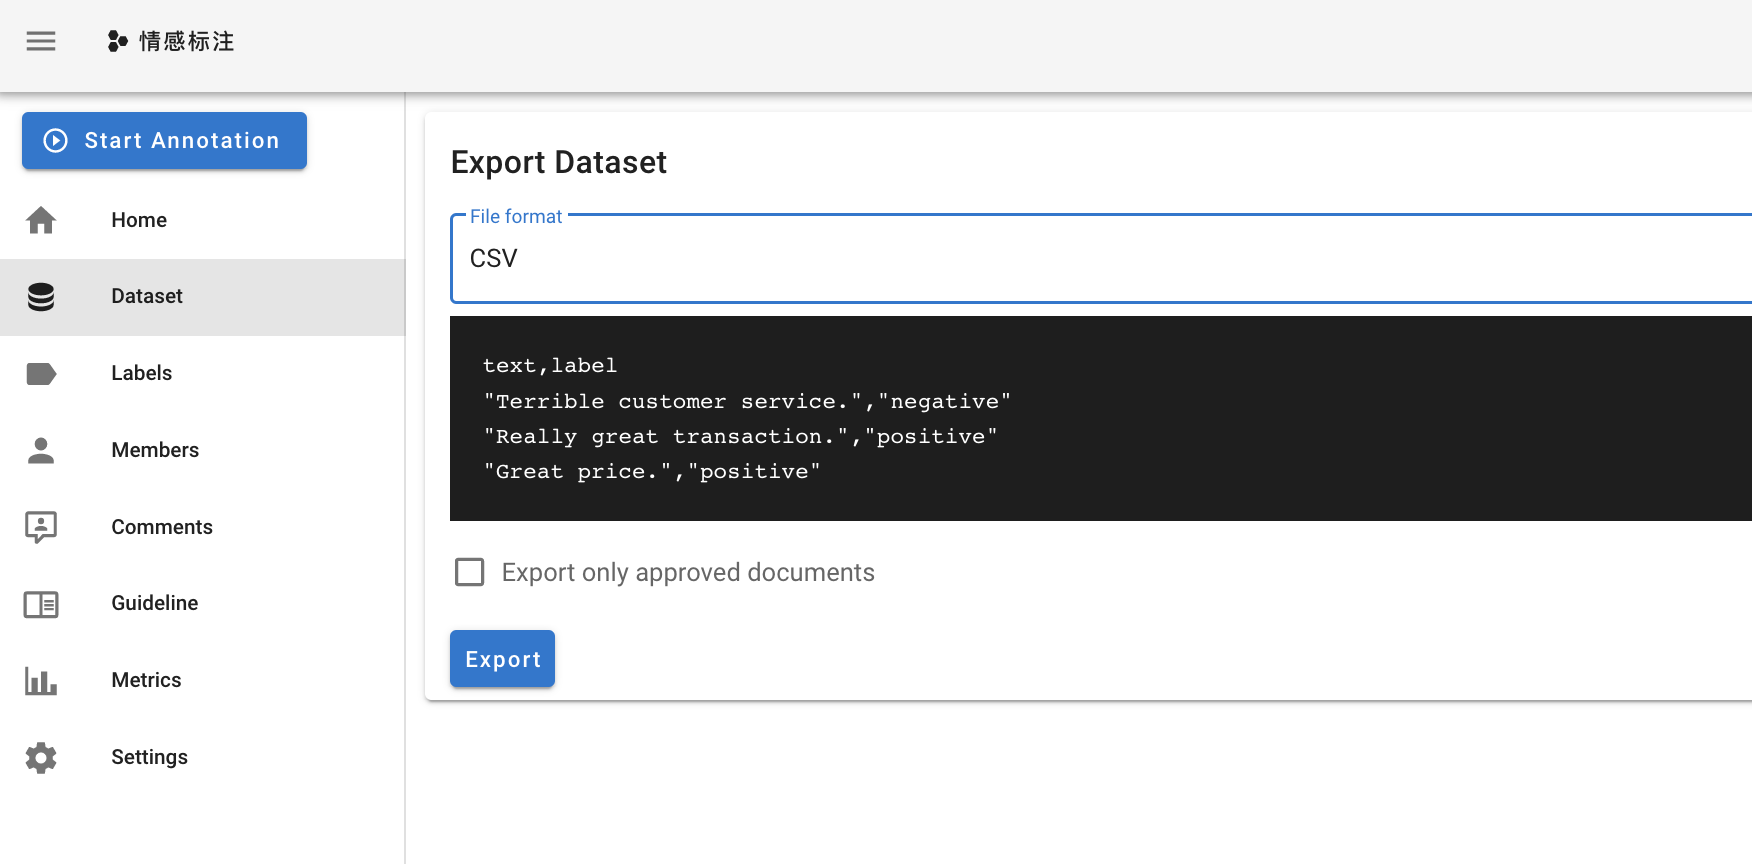 情感标注
Start Annotation
Home
Dataset
Labels
Members
Comments
Guideline
Metrics
Settings
Export Dataset
File format
CSV
text,label
"Terrible customer service.","negative"
"Really great transaction.","positive"
"Great price.","positive"
Export only approved documents
Export